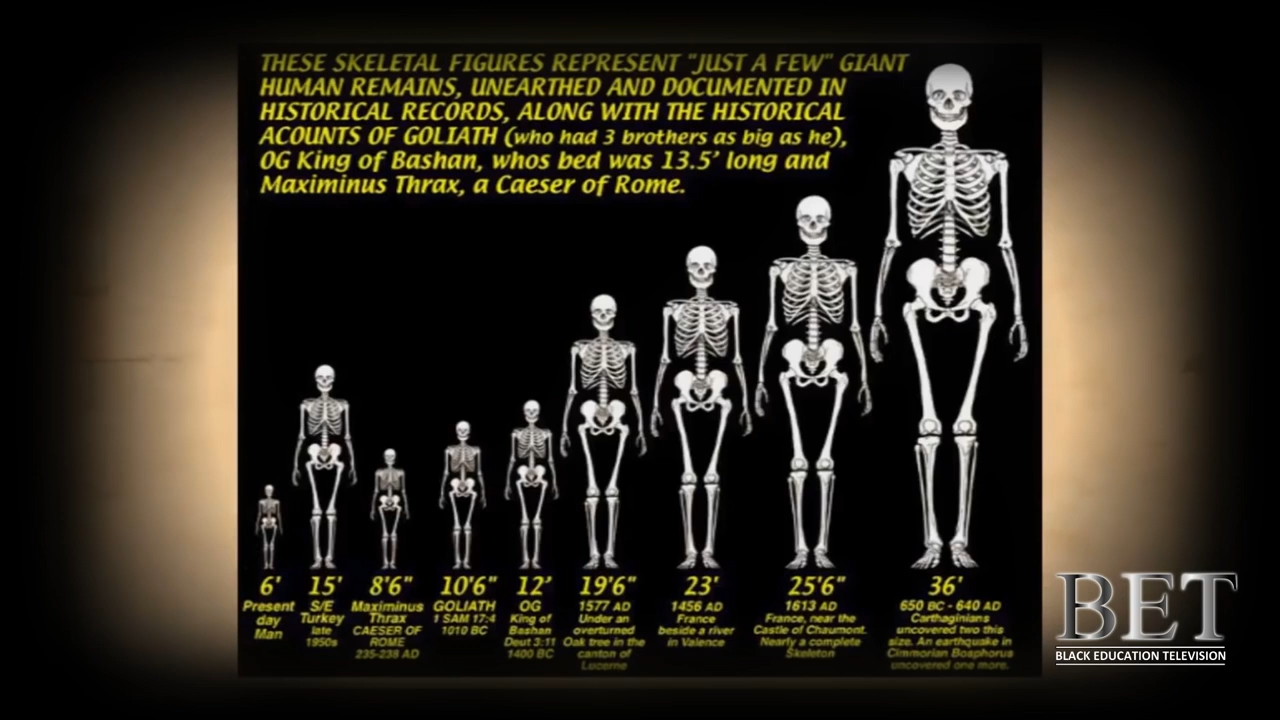 THESE SKELETAL FIGURES REPRESENT "JUST A FEW" GIANT
HUMAN REMAINS, UNEARTHED AND DOCUMENTED IN
HISTORICAL RECORDS, ALONG WITH THE HISTORICAL
ACOUNTS OF GOLIATH (who had 3 brothers as big as he),
OG King of Bashan, whos bed was 13.5' long and
Maximinus Thrax, a Caeser of Rome.
6'
Present
day
Man
15'
S/E
Turkey
late
1950s
8'6"
Maximinus
Thrax
CAESER OF
ROME
235-238 AD
10'6"
GOLIATH
1 SAM 17:4
1010 BC
12'
OG
King of
Bashan
Deut 3:11
1400 BC
19'6"
1577 AD
Under an
overturned
Oak tree in the
canton of
Lucerne
23'
1456 AD
France
beside a river
in Valence
25'6"
1613 AD
France, near the
Castle of Chaumont.
Nearly a complete
Skeleton
36'
650 BC - 640 AD
Carthaginians
uncovered two this
size. An earthquake in
Cimmorian Bosphorus
uncovered one more.
BET
BLACK EDUCATION TELEVISION